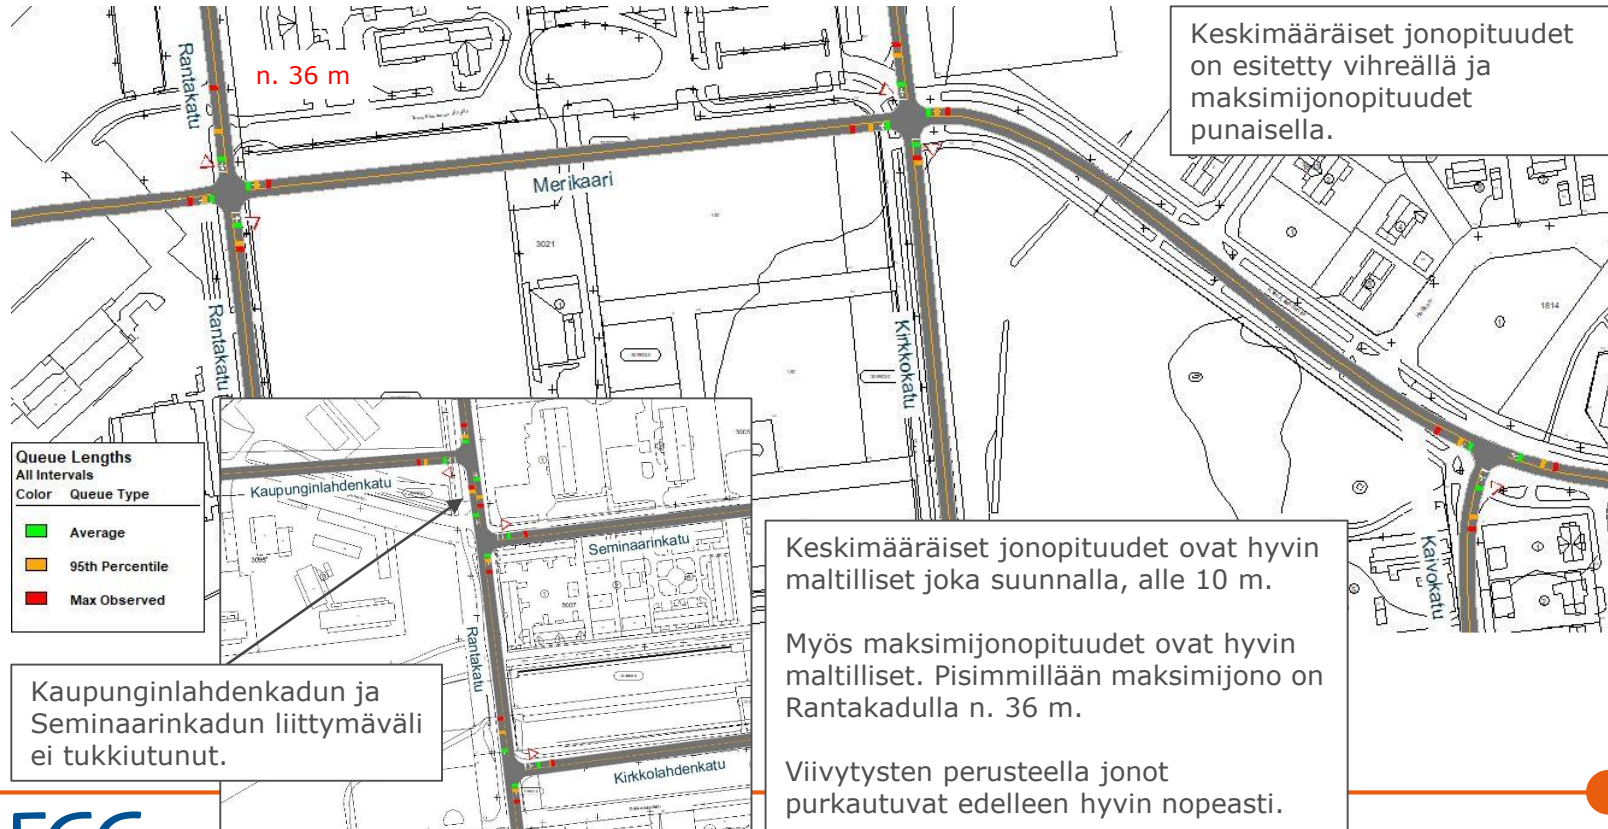 Rantakatu
n. 36 m
Keskimääräiset jonopituudet
on esitetty vihreällä ja
maksimijonopituudet
punaisella.
Merikaari
3021
1814
Rantakatu
Kirkkokatu
Queue Lengths
All Intervals
Color Queue Type
Average
95th Percentile
Max Observed
Kaupunginlahdenkatu
Seminaarinkatu
3007
Rantakatu
Kirkkolahdenkatu
Kaivokatu
Kaupunginlahdenkadun ja
Seminaarinkadun liittymäväli
ei tukkiutunut.
Keskimääräiset jonopituudet ovat hyvin
maltilliset joka suunnalla, alle 10 m.
Myös maksimijonopituudet ovat hyvin
maltilliset. Pisimmillään maksimijono on
Rantakadulla n. 36 m.
Viivytysten perusteella jonot
purkautuvat edelleen hyvin nopeasti.